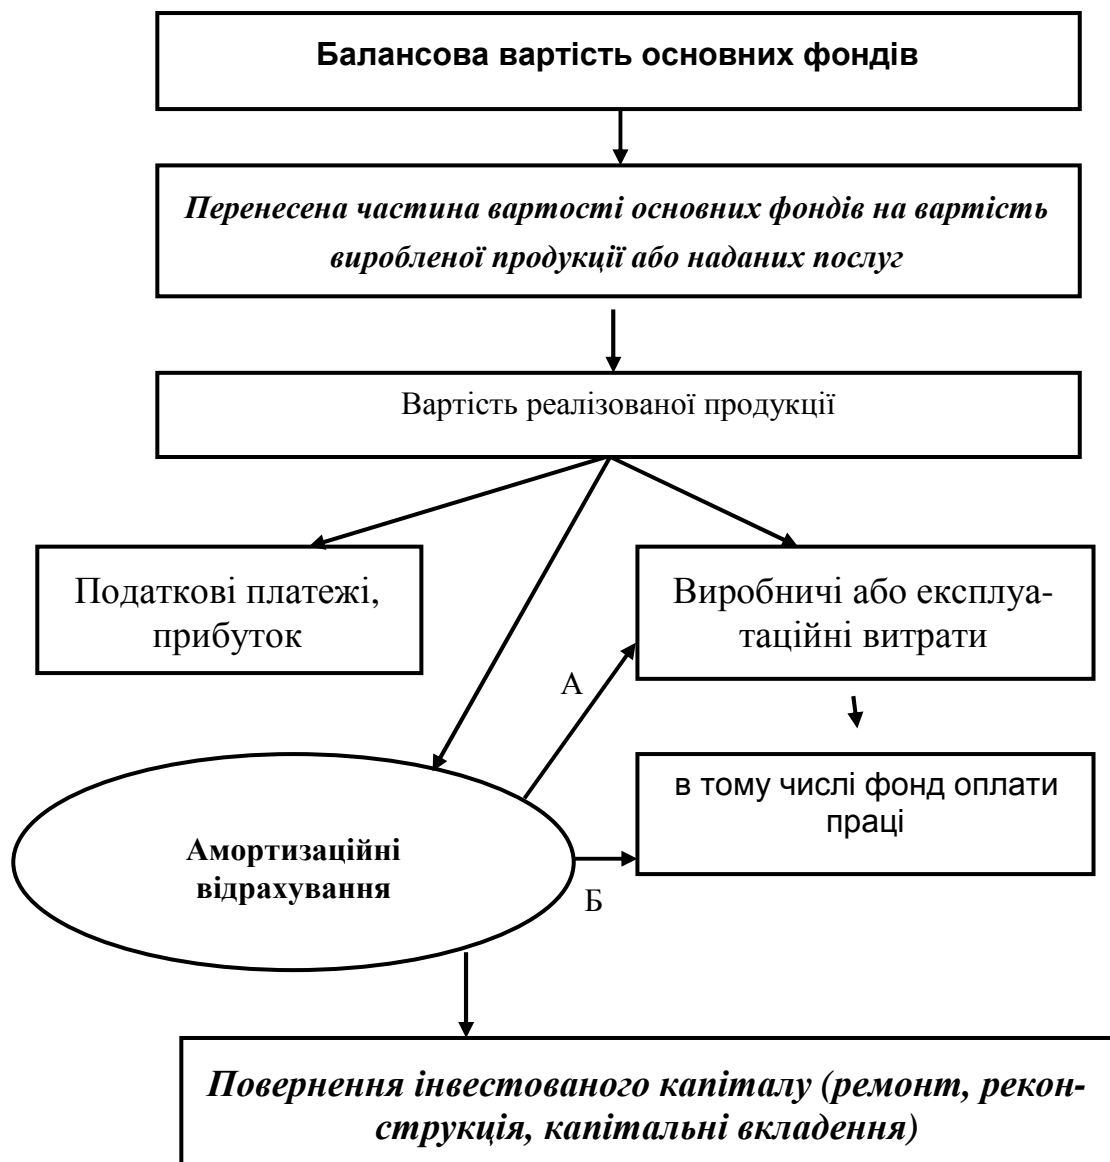 Балансова вартість основних фондів
Перенесена частина вартості основних фондів на вартість
виробленої продукції або наданих послуг
Вартість реалізованої продукції
Податкові платежі,
прибуток
Виробничі або експлуа-
таційні витрати
А
в тому числі фонд оплати
праці
Амортизаційні
відрахування
Б
Повернення інвестованого капіталу (ремонт, рекон-
струкція, капітальні вкладення)